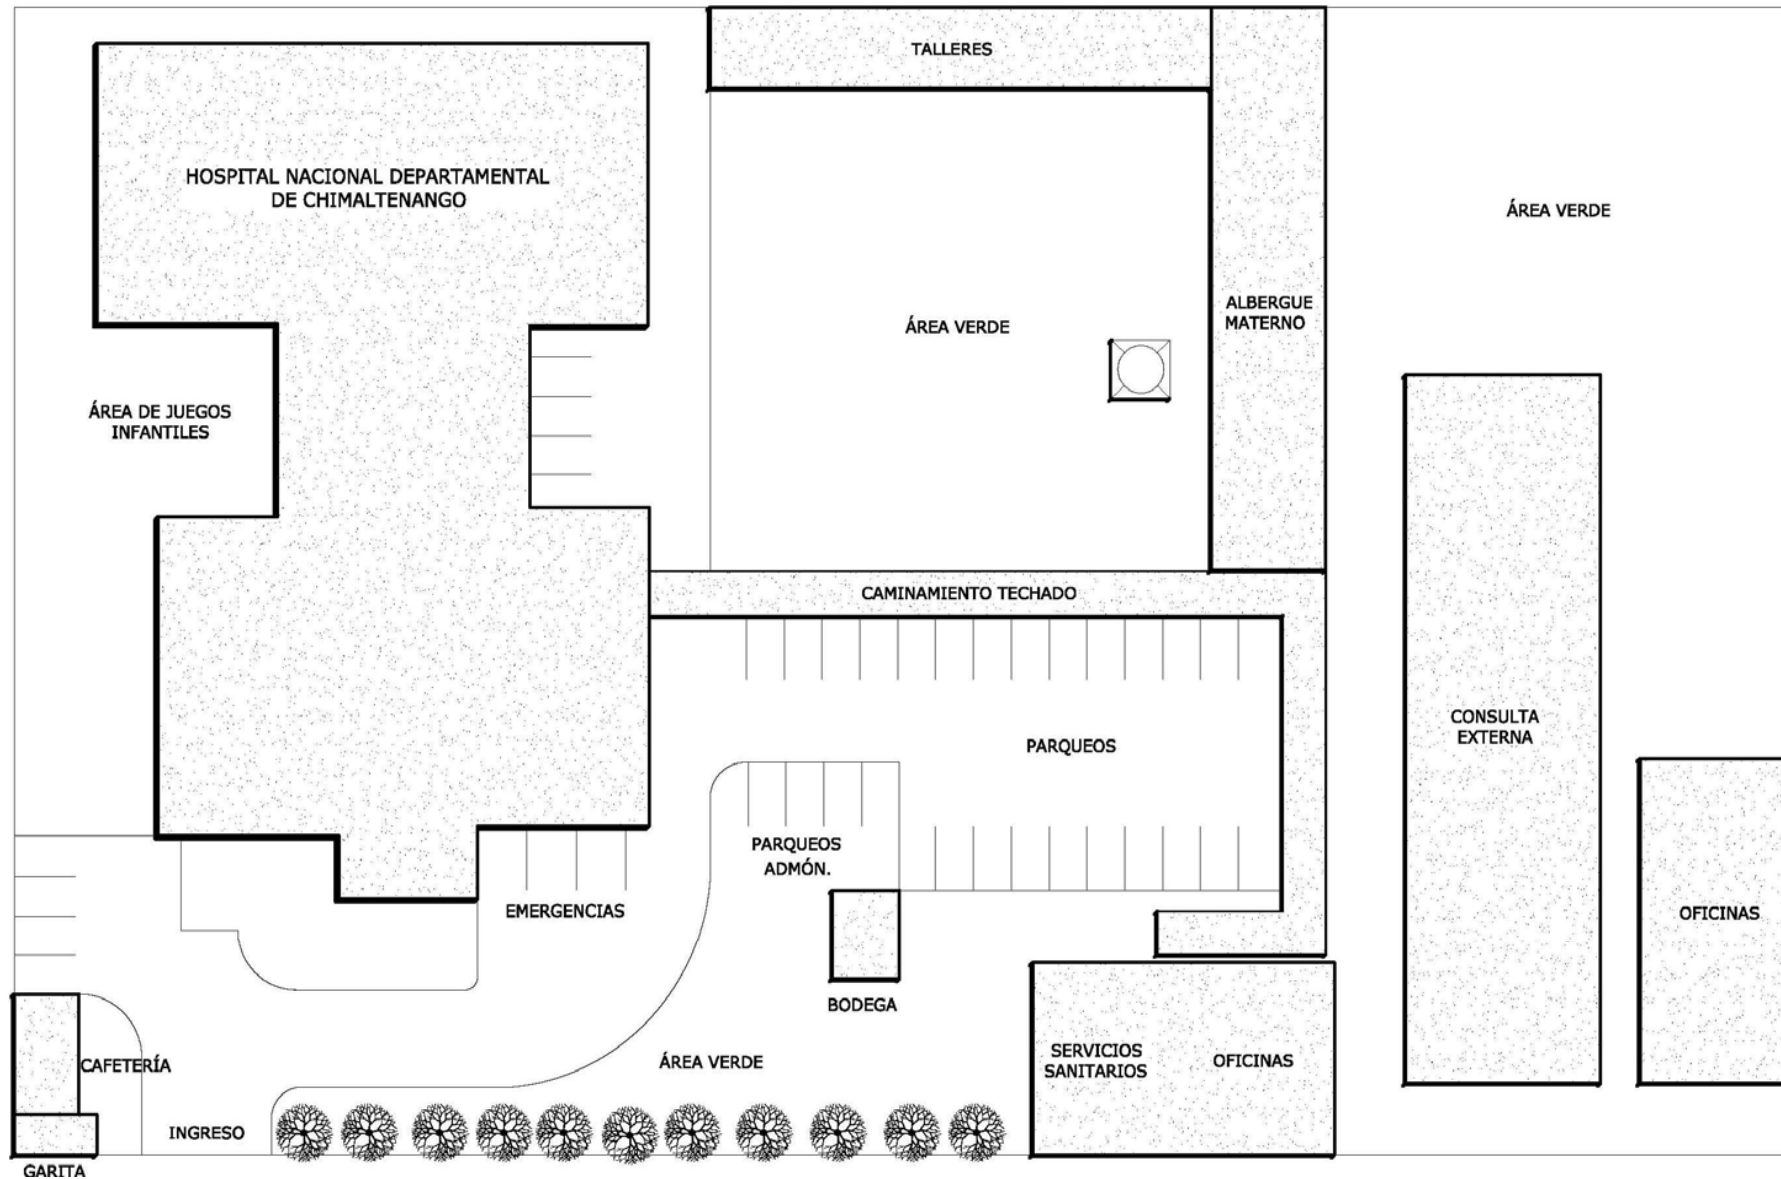 TALLERES
HOSPITAL NACIONAL DEPARTAMENTAL
DE CHIMALTENANGO
ÁREA VERDE
ÁREA VERDE
ALBERGUE
MATERNO
ÁREA DE JUEGOS
INFANTILES
CAMINAMIENTO TECHADO
CONSULTA
EXTERNA
PARQUEOS
PARQUEOS
ADMÓN.
EMERGENCIAS
OFICINAS
BODEGA
CAFETERÍA
ÁREA VERDE
SERVICIOS
SANITARIOS
OFICINAS
INGRESO
GARITA